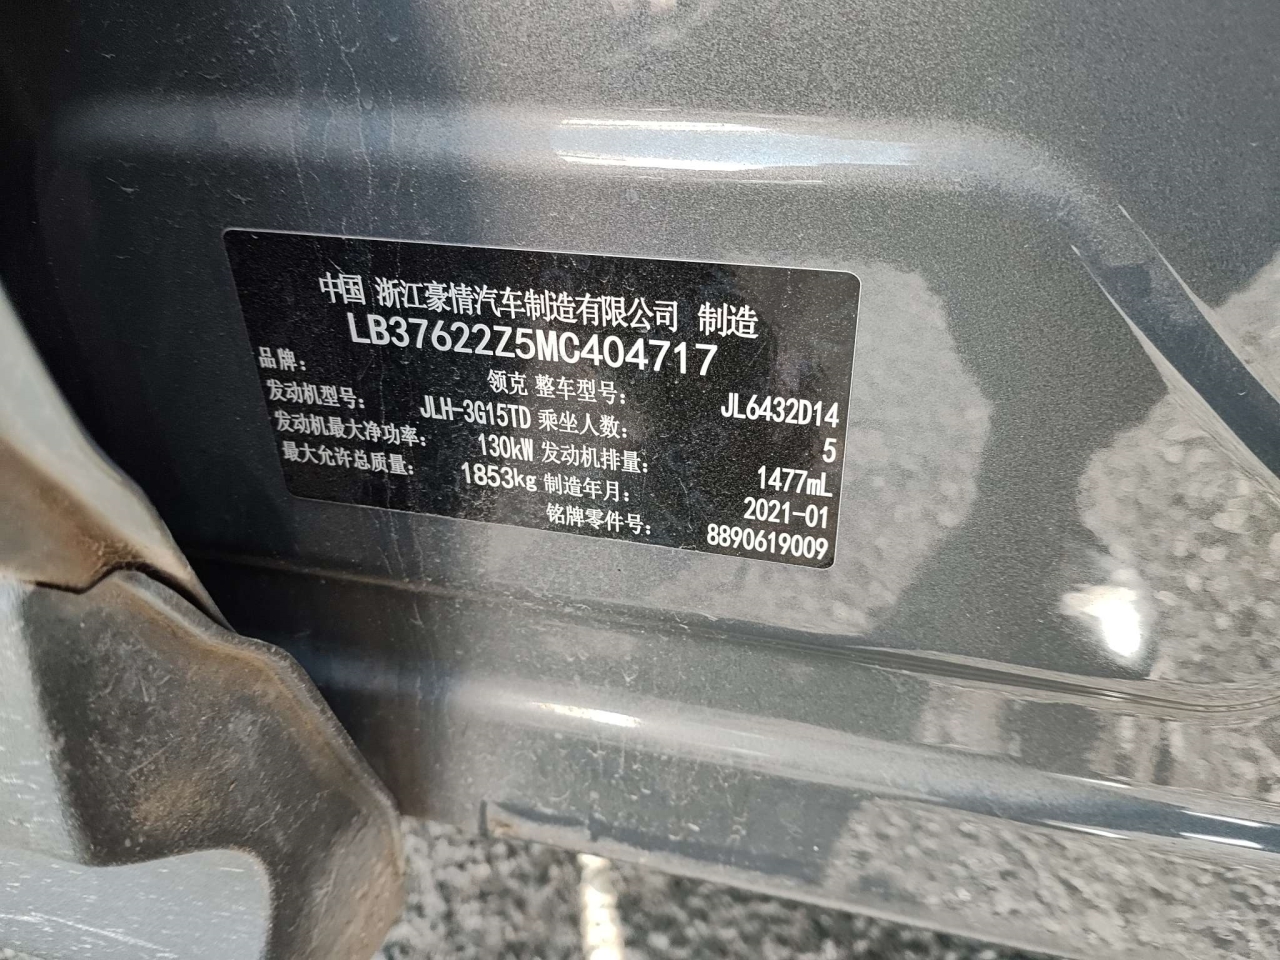 中国 浙江豪情汽车制造有限公司 制造
LB37622Z5MC404717
品牌： 领克 整车型号： JL6432D14
发动机型号： JLH-3G15TD 乘坐人数： 5
发动机最大净功率： 130kW 发动机排量： 1477mL
最大允许总质量： 1853kg 制造年月： 2021-01
铭牌零件号： 8890619009